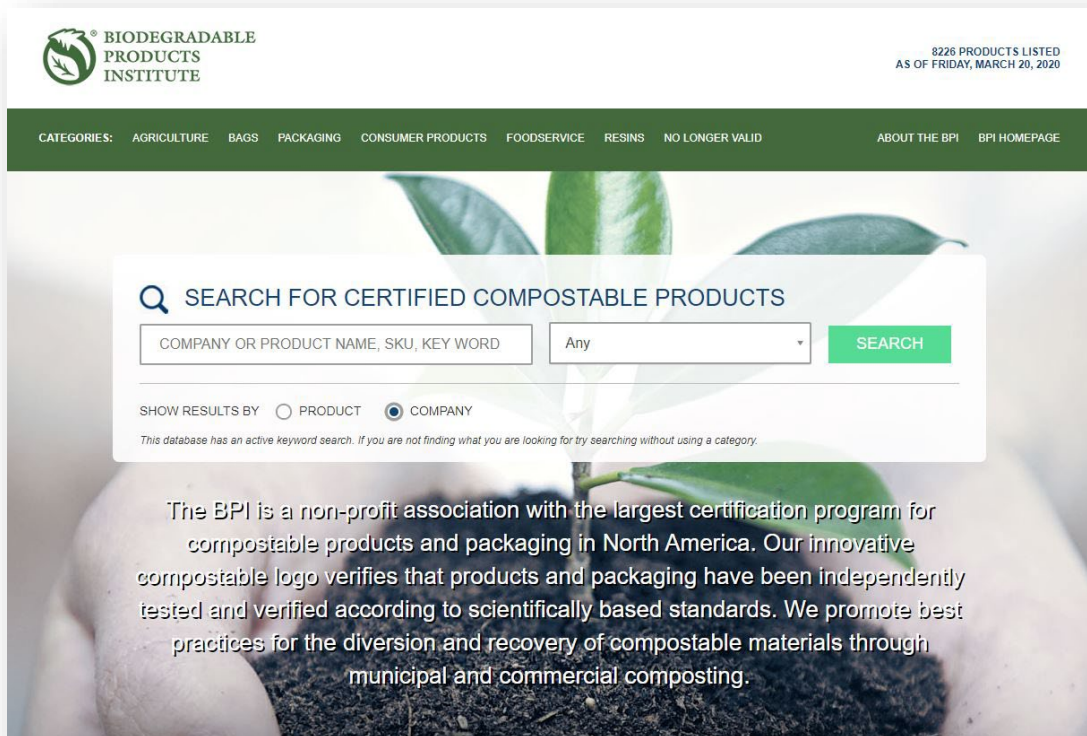 BIODEGRADABLE
PRODUCTS
INSTITUTE
8226 PRODUCTS LISTED
AS OF FRIDAY, MARCH 20, 2020
CATEGORIES: AGRICULTURE BAGS PACKAGING CONSUMER PRODUCTS FOODSERVICE RESINS NO LONGER VALID ABOUT THE BPI BPI HOMEPAGE
SEARCH FOR CERTIFIED COMPOSTABLE PRODUCTS
COMPANY OR PRODUCT NAME, SKU, KEY WORD Any SEARCH
SHOW RESULTS BY PRODUCT COMPANY
This database has an active keyword search. If you are not finding what you are looking for try searching without using a category.
The BPI is a non-profit association with the largest certification program for
compostable products and packaging in North America. Our innovative
compostable logo verifies that products and packaging have been independently
tested and verified according to scientifically based standards. We promote best
practices for the diversion and recovery of compostable materials through
municipal and commercial composting.